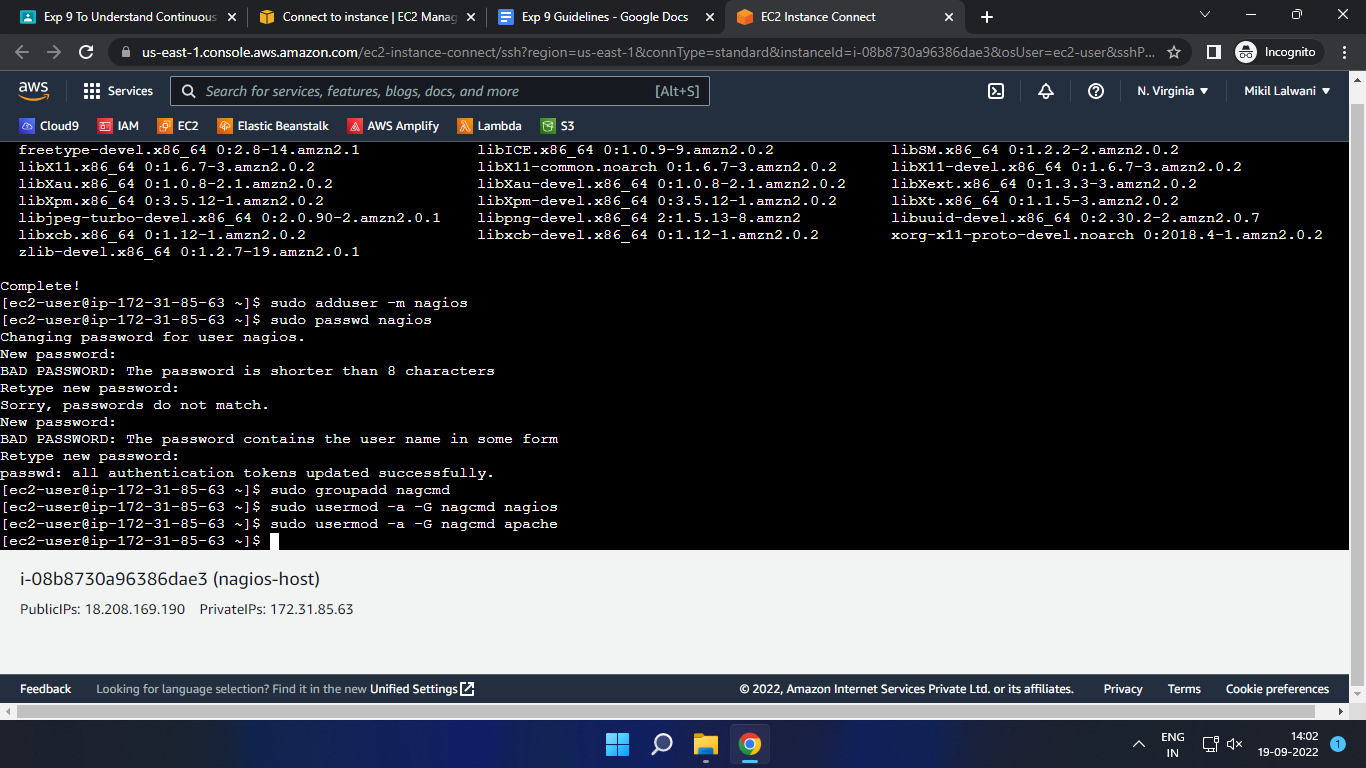 Exp 9 To Understand Continuous
Connect to instance | EC2 Manag
Exp 9 Guidelines - Google Docs
EC2 Instance Connect
us-east-1.console.aws.amazon.com/ec2-instance-connect/ssh?region=us-east-1&connType=standard&instanceId=i-08b8730a96386dae3&osUser=ec2-user&sshP...
Incognito
aws
Services
Search for services, features, blogs, docs, and more
[Alt+S]
N. Virginia
Mikil Lalwani
Cloud9
IAM
EC2
Elastic Beanstalk
AWS Amplify
Lambda
S3
freetype-devel.x86_64 0:2.8-14.amzn2.1 libICE.x86_64 0:1.0.9-9.amzn2.0.2 libSM.x86_64 0:1.2.2-2.amzn2.0.2
libX11.x86_64 0:1.6.7-3.amzn2.0.2 libX11-common.noarch 0:1.6.7-3.amzn2.0.2 libX11-devel.x86_64 0:1.6.7-3.amzn2.0.2
libXau.x86_64 0:1.0.8-2.1.amzn2.0.2 libXau-devel.x86_64 0:1.0.8-2.1.amzn2.0.2 libXext.x86_64 0:1.3.3-3.amzn2.0.2
libXpm.x86_64 0:3.5.12-1.amzn2.0.2 libXpm-devel.x86_64 0:3.5.12-1.amzn2.0.2 libXt.x86_64 0:1.1.5-3.amzn2.0.2
libjpeg-turbo-devel.x86_64 0:2.0.90-2.amzn2.0.1 libpng-devel.x86_64 2:1.5.13-8.amzn2 libuuid-devel.x86_64 0:2.30.2-2.amzn2.0.7
libxcb.x86_64 0:1.12-1.amzn2.0.2 libxcb-devel.x86_64 0:1.12-1.amzn2.0.2 xorg-x11-proto-devel.noarch 0:2018.4-1.amzn2.0.2
zlib-devel.x86_64 0:1.2.7-19.amzn2.0.1
Complete!
[ec2-user@ip-172-31-85-63 ~]$ sudo adduser -m nagios
[ec2-user@ip-172-31-85-63 ~]$ sudo passwd nagios
Changing password for user nagios.
New password:
BAD PASSWORD: The password is shorter than 8 characters
Retype new password:
Sorry, passwords do not match.
New password:
BAD PASSWORD: The password contains the user name in some form
Retype new password:
passwd: all authentication tokens updated successfully.
[ec2-user@ip-172-31-85-63 ~]$ sudo groupadd nagcmd
[ec2-user@ip-172-31-85-63 ~]$ sudo usermod -a -G nagcmd nagios
[ec2-user@ip-172-31-85-63 ~]$ sudo usermod -a -G nagcmd apache
[ec2-user@ip-172-31-85-63 ~]$
i-08b8730a96386dae3 (nagios-host)
PublicIPs: 18.208.169.190 PrivateIPs: 172.31.85.63
Feedback
Looking for language selection? Find it in the new Unified Settings
© 2022, Amazon Internet Services Private Ltd. or its affiliates.
Privacy
Terms
Cookie preferences
ENG
IN
14:02
19-09-2022
1